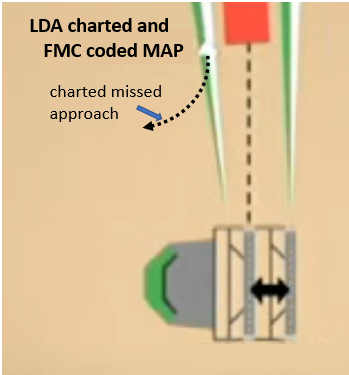 LDA charted and
FMC coded MAP
charted missed
approach